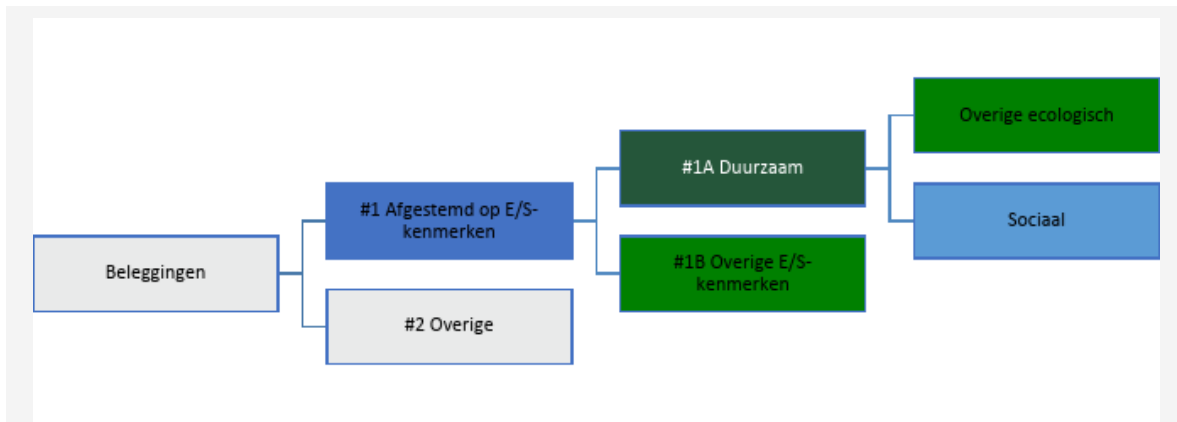 Overige ecologisch
#1A Duurzaam
#1 Afgestemd op E/S-
kenmerken
Sociaal
Beleggingen
#1B Overige E/S-
kenmerken
#2 Overige